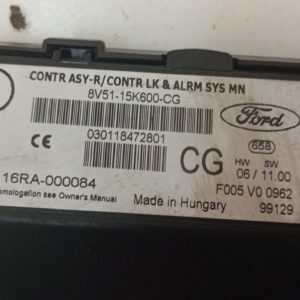 CONTR ASY-R/CONTR LK & ALRM SYS MN
8V51-15K600-CG
Ford
030118472801
CE
CG
658
HW SW
06 / 11.00
16RA-000084
F005 V0 0962
omologation see Owner's Manual
Made in Hungary
99129